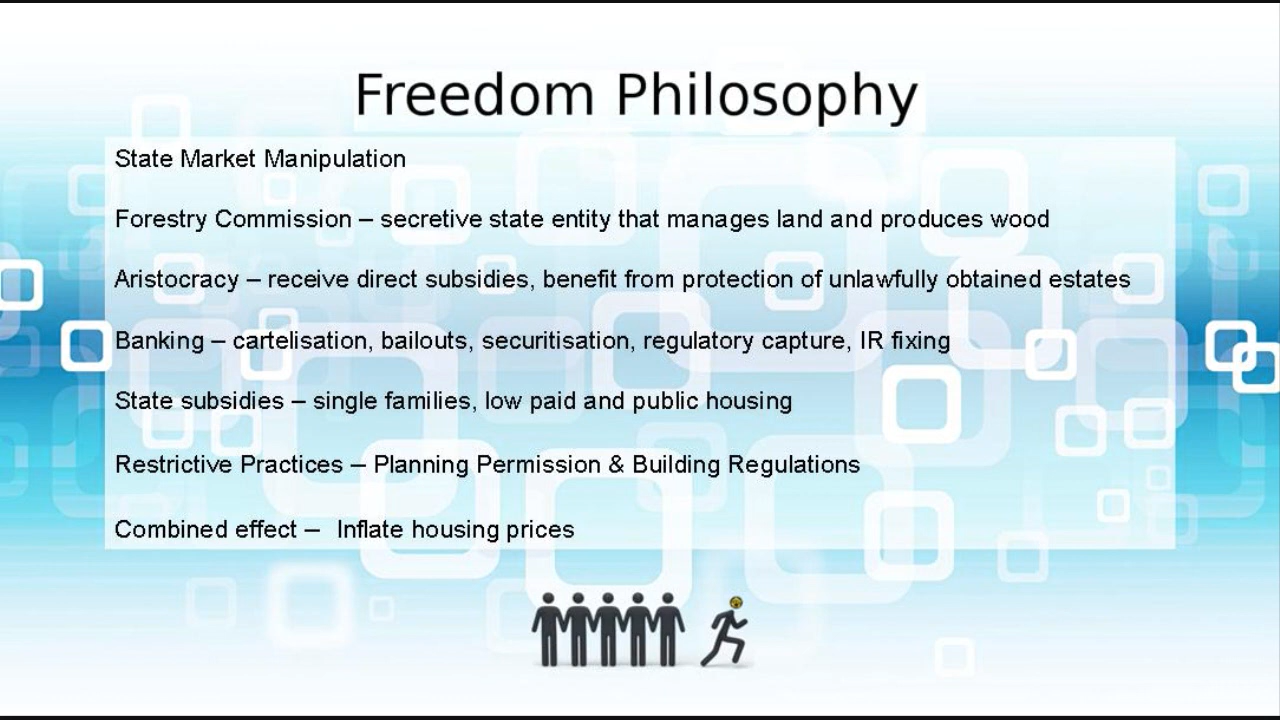 Freedom Philosophy
State Market Manipulation
Forestry Commission – secretive state entity that manages land and produces wood
Aristocracy – receive direct subsidies, benefit from protection of unlawfully obtained estates
Banking – cartelisation, bailouts, securitisation, regulatory capture, IR fixing
State subsidies – single families, low paid and public housing
Restrictive Practices – Planning Permission & Building Regulations
Combined effect –  Inflate housing prices